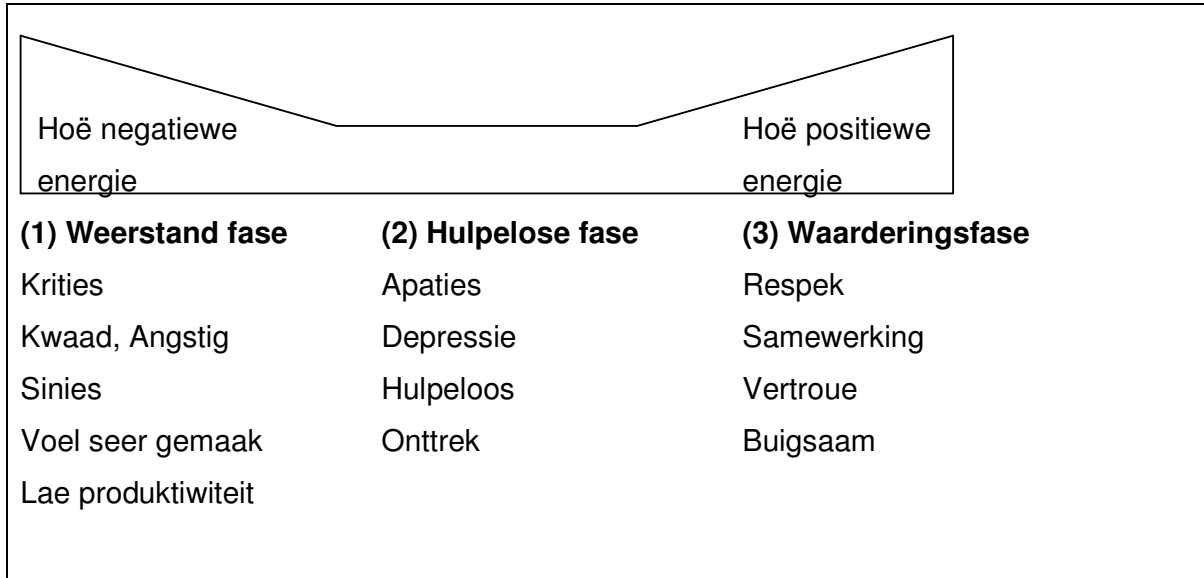 Hoë negatiewe Hoë positiewe
energie energie
(1) Weerstand fase (2) Hulpelose fase (3) Waarderingsfase
Krities Apaties Respek
Kwaad, Angstig Depressie Samewerking
Sinies Hulpeloos Vertroue
Voel seer gemaak Onttrek Buigsaam
Lae produktiwiteit